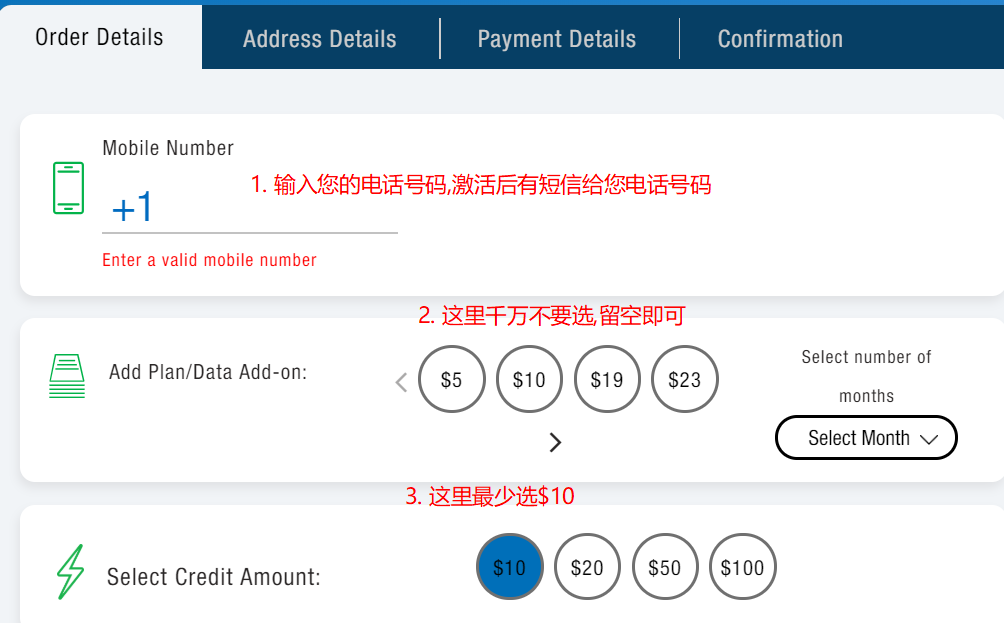 Order Details
Address Details
Payment Details
Confirmation
Mobile Number
1. 输入您的电话号码,激活后有短信给您电话号码
+1
Enter a valid mobile number
2. 这里千万不要选,留空即可
Add Plan/Data Add-on:
$5
$10
$19
$23
Select number of
months
Select Month
3. 这里最少选$10
Select Credit Amount:
$10
$20
$50
$100